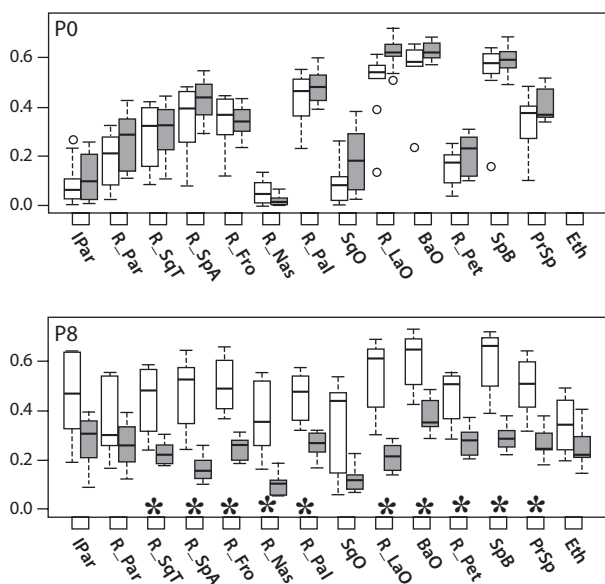 P0
0.6
0.4
0.2
0.0
IPar
R_Par
R_SqT
R_SpA
R_Fro
R_Nas
R_Pal
SqO
R_LaO
BaO
R_Pet
SpB
PrSp
Eth
P8
0.6
0.4
0.2
0.0
* * * * * * * * * *
IPar
R_Par
R_SqT
R_SpA
R_Fro
R_Nas
R_Pal
SqO
R_LaO
BaO
R_Pet
SpB
PrSp
Eth